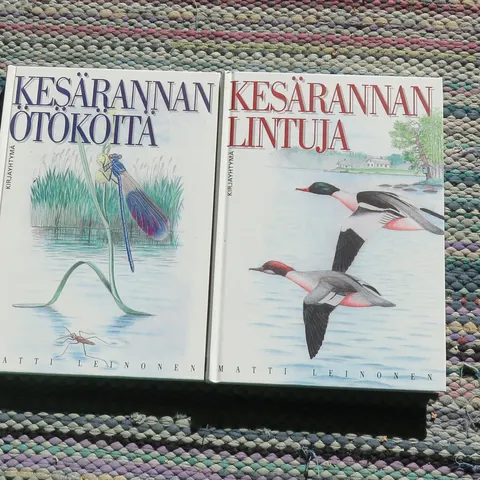 KESÄRANNAN
ÖTÖKÖITÄ
KIRJAYHTYMÄ
MATTI LEINONEN
KESÄRANNAN
LINTUJA
KIRJAYHTYMÄ
MATTI LEINONEN